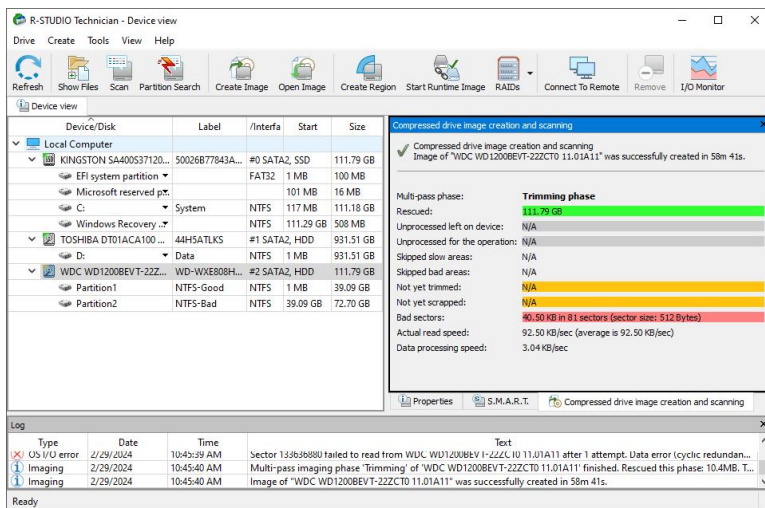 R-STUDIO Technician - Device view
Drive Create Tools View Help
Refresh Show Files Scan Partition Search Create Image Open Image Create Region Start Runtime Image RAIDs Connect To Remote Remove I/O Monitor
Device view
Device/Disk Label /Interfa Start Size
Local Computer
KINGSTON SA400S37120... 50026B77843A... #0 SATA2, SSD 111.79 GB
EFI system partition FAT32 1 MB 100 MB
Microsoft reserved p... 101 MB 16 MB
C: System NTFS 117 MB 111.18 GB
Windows Recovery ... NTFS 111.29 GB 508 MB
TOSHIBA DT01ACA100 ... 44H5ATLKS #1 SATA2, HDD 931.51 GB
D: Data NTFS 1 MB 931.51 GB
WDC WD1200BEVT-22Z... WD-WXE808H... #2 SATA2, HDD 111.79 GB
Partition1 NTFS-Good NTFS 1 MB 39.09 GB
Partition2 NTFS-Bad NTFS 39.09 GB 72.70 GB
Compressed drive image creation and scanning
Compressed drive image creation and scanning
Image of "WDC WD1200BEVT-22ZCT0 11.01A11" was successfully created in 58m 41s.
Multi-pass phase: Trimming phase
Rescued: 111.79 GB
Unprocessed left on device: N/A
Unprocessed for the operation: N/A
Skipped slow areas: N/A
Skipped bad areas: N/A
Not yet trimmed: N/A
Not yet scrapped: N/A
Bad sectors: 40.50 KB in 81 sectors (sector size: 512 Bytes)
Actual read speed: 92.50 KB/sec (average is 92.50 KB/sec)
Data processing speed: 3.04 KB/sec
Properties S.M.A.R.T. Compressed drive image creation and scanning
Log
Type Date Time Text
OS I/O error 2/29/2024 10:45:39 AM Sector 133636880 failed to read from WDC WD1200BEVT-22ZCT0 11.01A11 after 1 attempt. Data error (cyclic redundan...
Imaging 2/29/2024 10:45:40 AM Multi-pass imaging phase 'Trimming' of 'WDC WD1200BEVT-22ZCT0 11.01A11' finished. Rescued this phase: 10.4MB. T...
Imaging 2/29/2024 10:45:40 AM Image of "WDC WD1200BEVT-22ZCT0 11.01A11" was successfully created in 58m 41s.
Ready